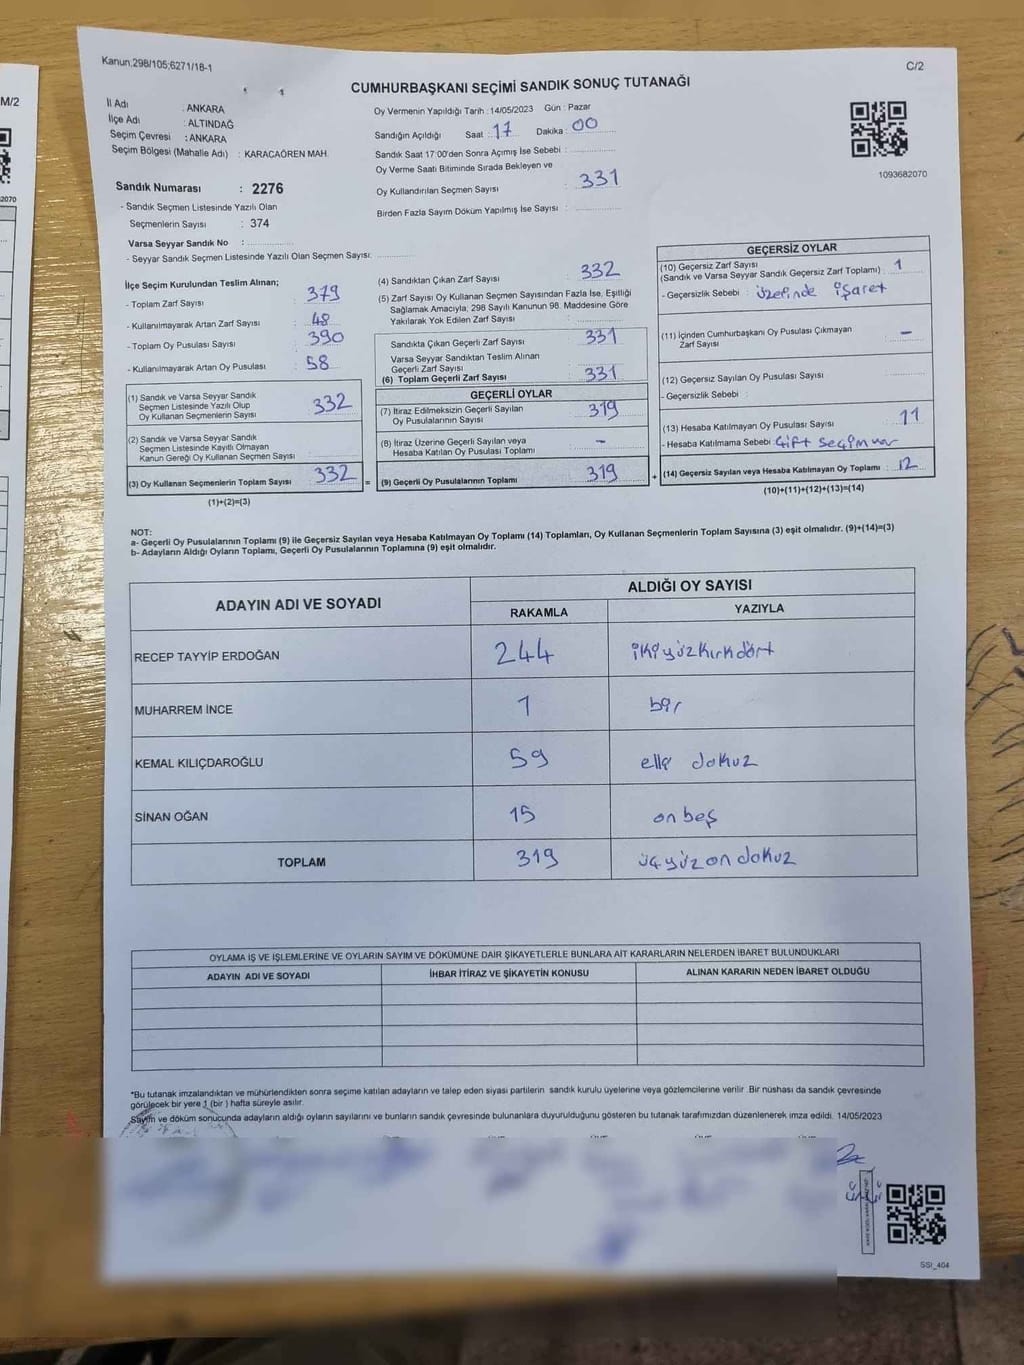 M/2
2070
Kanun,298/105;6271/18-1
C/2
CUMHURBAŞKANI SEÇİMİ SANDIK SONUÇ TUTANAĞI
İl Adı : ANKARA
İlçe Adı : ALTINDAĞ
Seçim Çevresi : ANKARA
Seçim Bölgesi (Mahalle Adı) : KARACAÖREN MAH.
Oy Vermenin Yapıldığı Tarih : 14/05/2023 Gün : Pazar
Sandığın Açıldığı Saat : 17 Dakika : 00
Sandık Saat 17:00'den Sonra Açımış İse Sebebi :
Oy Verme Saati Bitiminde Sırada Bekleyen ve
Oy Kullandırılan Seçmen Sayısı : 331
Birden Fazla Sayım Döküm Yapılmış İse Sayısı :
1093682070
Sandık Numarası : 2276
- Sandık Seçmen Listesinde Yazılı Olan
Seçmenlerin Sayısı : 374
Varsa Seyyar Sandık No :
- Seyyar Sandık Seçmen Listesinde Yazılı Olan Seçmen Sayısı:
İlçe Seçim Kurulundan Teslim Alınan;
- Toplam Zarf Sayısı : 379
- Kullanılmayarak Artan Zarf Sayısı : 48
- Toplam Oy Pusulası Sayısı : 390
- Kullanılmayarak Artan Oy Pusulası : 58
(1) Sandık ve Varsa Seyyar Sandık
Seçmen Listesinde Yazılı Olup
Oy Kullanan Seçmenlerin Sayısı : 332
(2) Sandık ve Varsa Seyyar Sandık
Seçmen Listesinde Kayıtlı Olmayan
Kanun Gereği Oy Kullanan Seçmen Sayısı :
(3) Oy Kullanan Seçmenlerin Toplam Sayısı : 332
(1)+(2)=(3)
=
(4) Sandıktan Çıkan Zarf Sayısı : 332
(5) Zarf Sayısı Oy Kullanan Seçmen Sayısından Fazla İse, Eşitliği
Sağlamak Amacıyla; 298 Sayılı Kanunun 98. Maddesine Göre
Yakılarak Yok Edilen Zarf Sayısı :
Sandıkta Çıkan Geçerli Zarf Sayısı : 331
Varsa Seyyar Sandıktan Teslim Alınan
Geçerli Zarf Sayısı :
(6) Toplam Geçerli Zarf Sayısı : 331
GEÇERLİ OYLAR
(7) İtiraz Edilmeksizin Geçerli Sayılan
Oy Pusulalarının Sayısı : 319
(8) İtiraz Üzerine Geçerli Sayılan veya
Hesaba Katılan Oy Pusulası Toplamı : -
(9) Geçerli Oy Pusulalarının Toplamı : 319
+
GEÇERSİZ OYLAR
(10) Geçersiz Zarf Sayısı
(Sandık ve Varsa Seyyar Sandık Geçersiz Zarf Toplamı) : 1
- Geçersizlik Sebebi : üzerinde işaret
(11) İçinden Cumhurbaşkanı Oy Pusulası Çıkmayan
Zarf Sayısı : -
(12) Geçersiz Sayılan Oy Pusulası Sayısı :
- Geçersizlik Sebebi :
(13) Hesaba Katılmayan Oy Pusulası Sayısı : 11
- Hesaba Katılmama Sebebi : Çift seçim var
(14) Geçersiz Sayılan veya Hesaba Katılmayan Oy Toplamı : 12
(10)+(11)+(12)+(13)=(14)
NOT:
a- Geçerli Oy Pusulalarının Toplamı (9) ile Geçersiz Sayılan veya Hesaba Katılmayan Oy Toplamı (14) Toplamları, Oy Kullanan Seçmenlerin Toplam Sayısına (3) eşit olmalıdır. (9)+(14)=(3)
b- Adayların Aldığı Oyların Toplamı, Geçerli Oy Pusulalarının Toplamına (9) eşit olmalıdır.
ADAYIN ADI VE SOYADI
ALDIĞI OY SAYISI
RAKAMLA YAZIYLA
RECEP TAYYİP ERDOĞAN 244 iki yüz kırk dört
MUHARREM İNCE 1 bir
KEMAL KILIÇDAROĞLU 59 elli dokuz
SİNAN OĞAN 15 on beş
TOPLAM 319 üç yüz on dokuz
OYLAMA İŞ VE İŞLEMLERİNE VE OYLARIN SAYIM VE DÖKÜMÜNE DAİR ŞİKAYETLERLE BUNLARA AİT KARARLARIN NELERDEN İBARET BULUNDUKLARI
ADAYIN ADI VE SOYADI İHBAR İTİRAZ VE ŞİKAYETİN KONUSU ALINAN KARARIN NEDEN İBARET OLDUĞU
*Bu tutanak imzalandıktan ve mühürlendikten sonra seçime katılan adayların ve talep eden siyasi partilerin sandık kurulu üyelerine veya gözlemcilerine verilir. Bir nüshası da sandık çevresinde
görülecek bir yere 1 (bir) hafta süreyle asılır.
Sayım ve döküm sonucunda adayların aldığı oyların sayılarını ve bunların sandık çevresinde bulunanlara duyurulduğunu gösteren bu tutanak tarafımızdan düzenlenerek imza edildi. 14/05/2023
SSI_404